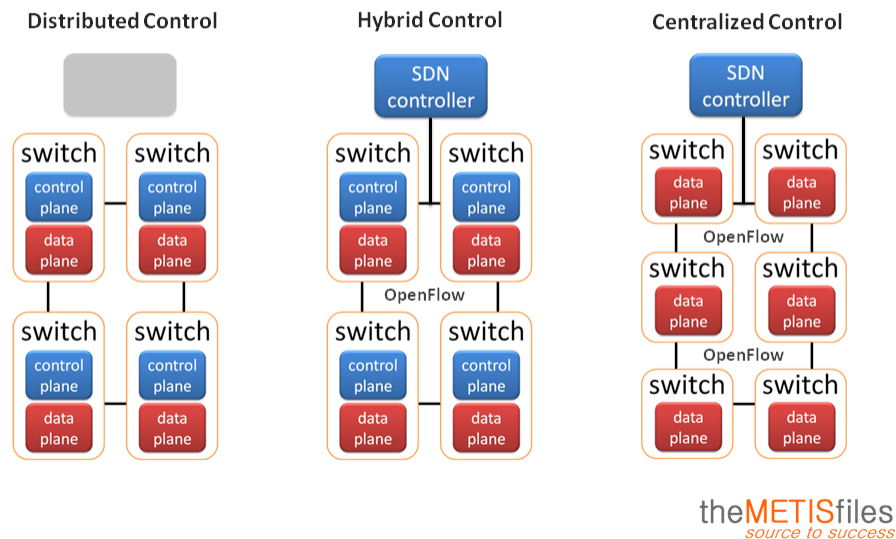 Distributed Control
switch
control
plane
data
plane
switch
control
plane
data
plane
switch
control
plane
data
plane
switch
control
plane
data
plane
Hybrid Control
SDN
controller
switch
control
plane
data
plane
switch
control
plane
data
plane
OpenFlow
switch
control
plane
data
plane
switch
control
plane
data
plane
Centralized Control
SDN
controller
switch
data
plane
switch
data
plane
OpenFlow
switch
data
plane
switch
data
plane
OpenFlow
switch
data
plane
switch
data
plane
theMETISfiles
source to success